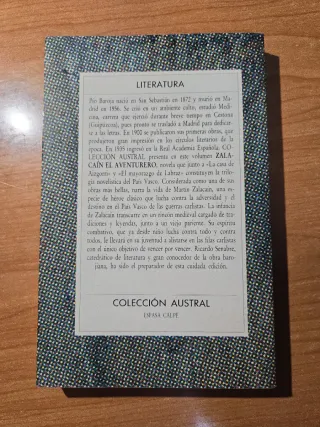 LITERATURA
Pío Baroja nació en San Sebastián en 1872 y murió en Ma-
drid en 1956. Se crió en un ambiente culto, estudió Medi-
cina, carrera que ejerció durante breve tiempo en Cestona
(Guipúzcoa), pues pronto se trasladó a Madrid para dedicar-
se a las letras. En 1900 se publicaron sus primeras obras, que
produjeron gran impresión en los círculos literarios de la
época. En 1935 ingresó en la Real Academia Española. CO-
LECCIÓN AUSTRAL presenta en este volumen ZALA-
CAÍN EL AVENTURERO, novela que junto a «La casa de
Aizgorri» y «El mayorazgo de Labraz» constituyen la trilo-
gía novelística del País Vasco. Considerada como una de sus
obras más bellas, narra la vida de Martín Zalacaín, una es-
pecie de héroe clásico que lucha contra la adversidad y el
destino en el País Vasco de las guerras carlistas. La infancia
de Zalacaín transcurre en un rincón medieval cargado de tra-
diciones y leyendas, junto a un viejo pariente. Su espíritu
combativo, que ya desde niño lucha contra todo y contra
todos, le llevará en su juventud a alistarse en las filas carlistas
con el único objetivo de vencer por vencer. Ricardo Senabre,
catedrático de literatura y gran conocedor de la obra baro-
jiana, ha sido el preparador de esta cuidada edición.
COLECCIÓN AUSTRAL
ESPASA CALPE